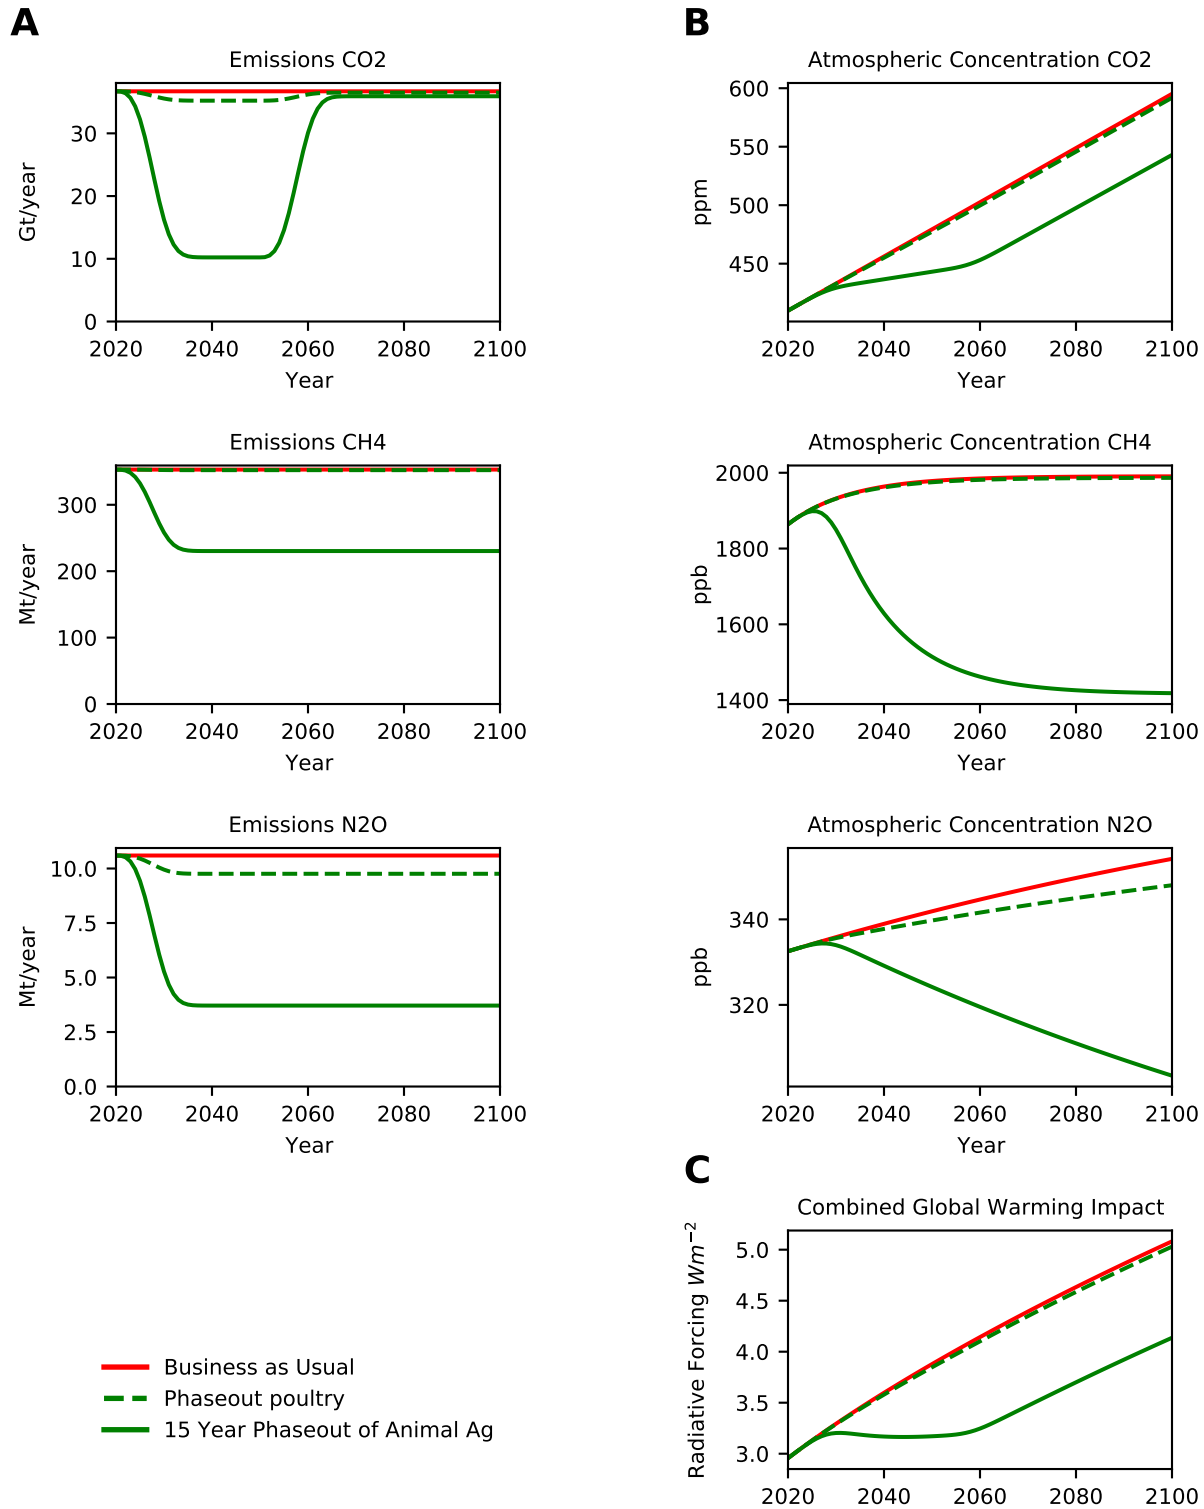 A
Emissions CO2
Gt/year
30
20
10
0
2020 2040 2060 2080 2100
Year
Emissions CH4
Mt/year
300
200
100
0
2020 2040 2060 2080 2100
Year
Emissions N2O
Mt/year
10.0
7.5
5.0
2.5
0.0
2020 2040 2060 2080 2100
Year
B
Atmospheric Concentration CO2
ppm
600
550
500
450
2020 2040 2060 2080 2100
Year
Atmospheric Concentration CH4
ppb
2000
1800
1600
1400
2020 2040 2060 2080 2100
Year
Atmospheric Concentration N2O
ppb
340
320
2020 2040 2060 2080 2100
Year
C
Combined Global Warming Impact
Radiative Forcing Wm⁻²
5.0
4.5
4.0
3.5
3.0
2020 2040 2060 2080 2100
Business as Usual
Phaseout poultry
15 Year Phaseout of Animal Ag